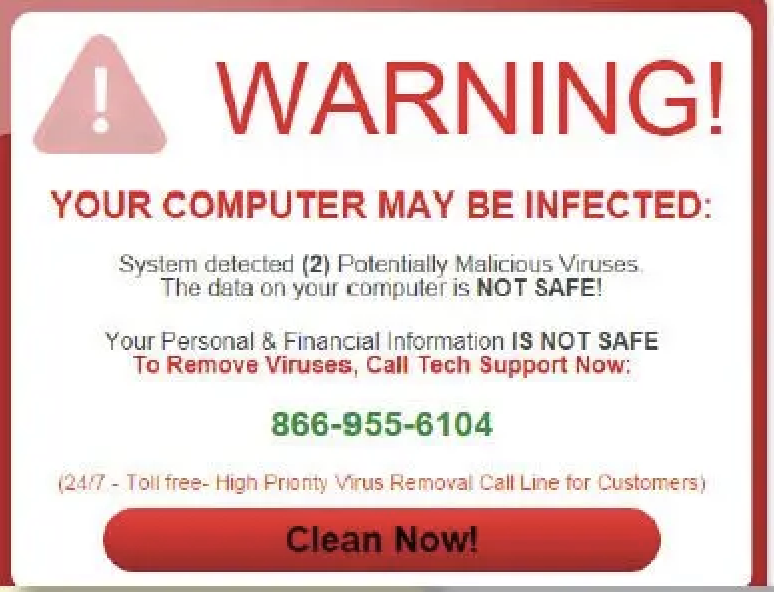 !
WARNING!
YOUR COMPUTER MAY BE INFECTED:
System detected (2) Potentially Malicious Viruses.
The data on your computer is NOT SAFE!
Your Personal & Financial Information IS NOT SAFE
To Remove Viruses, Call Tech Support Now:
866-955-6104
(24/7 - Toll free- High Priority Virus Removal Call Line for Customers)
Clean Now!